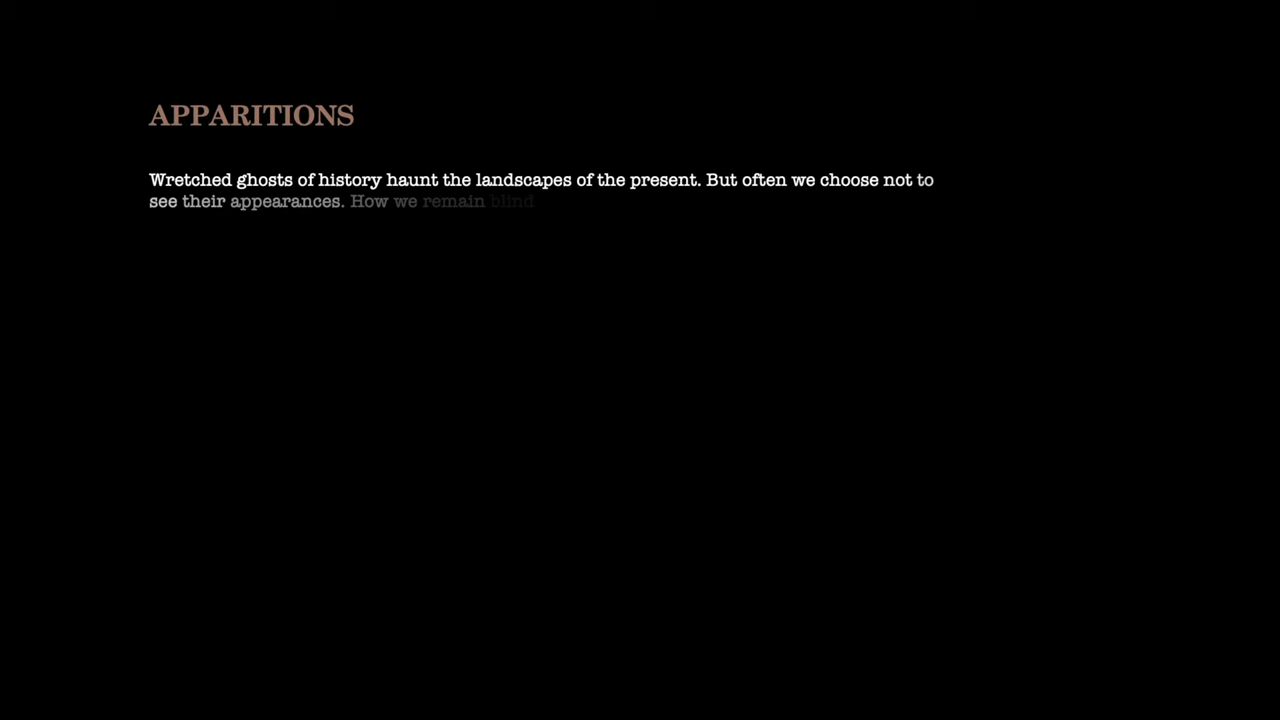 APPARITIONS
Wretched ghosts of history haunt the landscapes of the present. But often we choose not to
see their appearances. How we remain blind